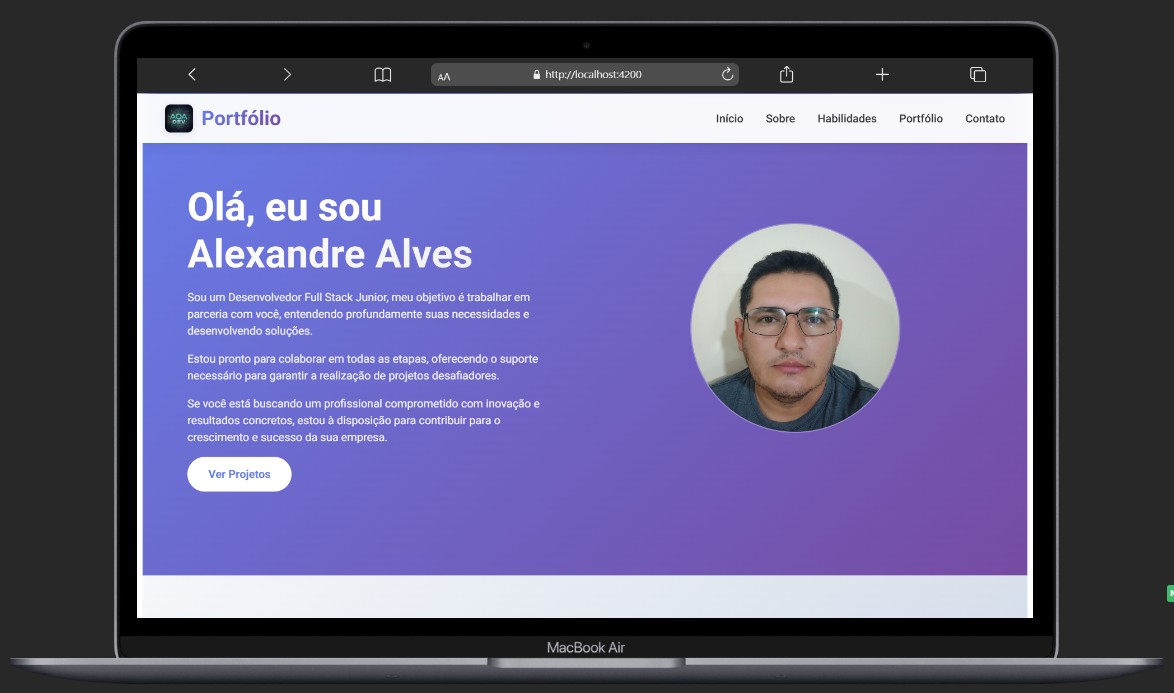 AA
http://localhost:4200
AOA
DEV
Portfólio
Início Sobre Habilidades Portfólio Contato
Olá, eu sou
Alexandre Alves
Sou um Desenvolvedor Full Stack Junior, meu objetivo é trabalhar em
parceria com você, entendendo profundamente suas necessidades e
desenvolvendo soluções.
Estou pronto para colaborar em todas as etapas, oferecendo o suporte
necessário para garantir a realização de projetos desafiadores.
Se você está buscando um profissional comprometido com inovação e
resultados concretos, estou à disposição para contribuir para o
crescimento e sucesso da sua empresa.
Ver Projetos
MacBook Air